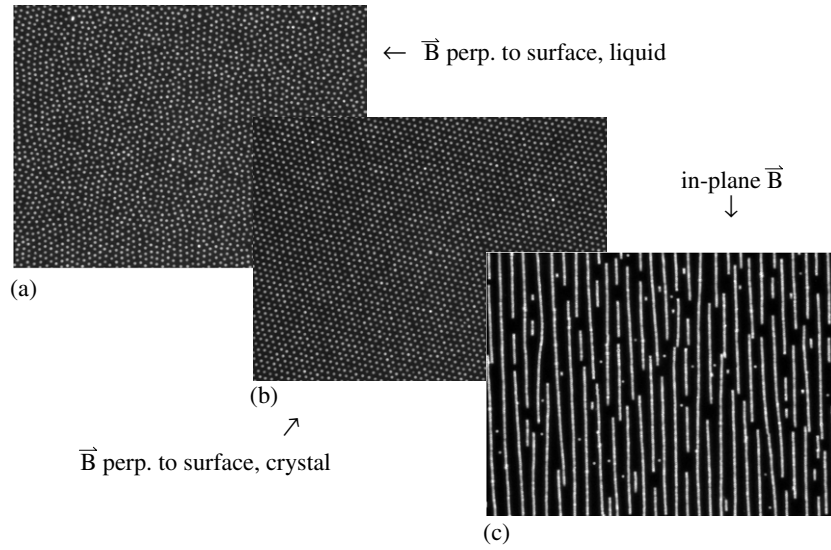 ← B⃗ perp. to surface, liquid
in-plane B⃗
↓
(a)
(b)
↗
B⃗ perp. to surface, crystal
(c)